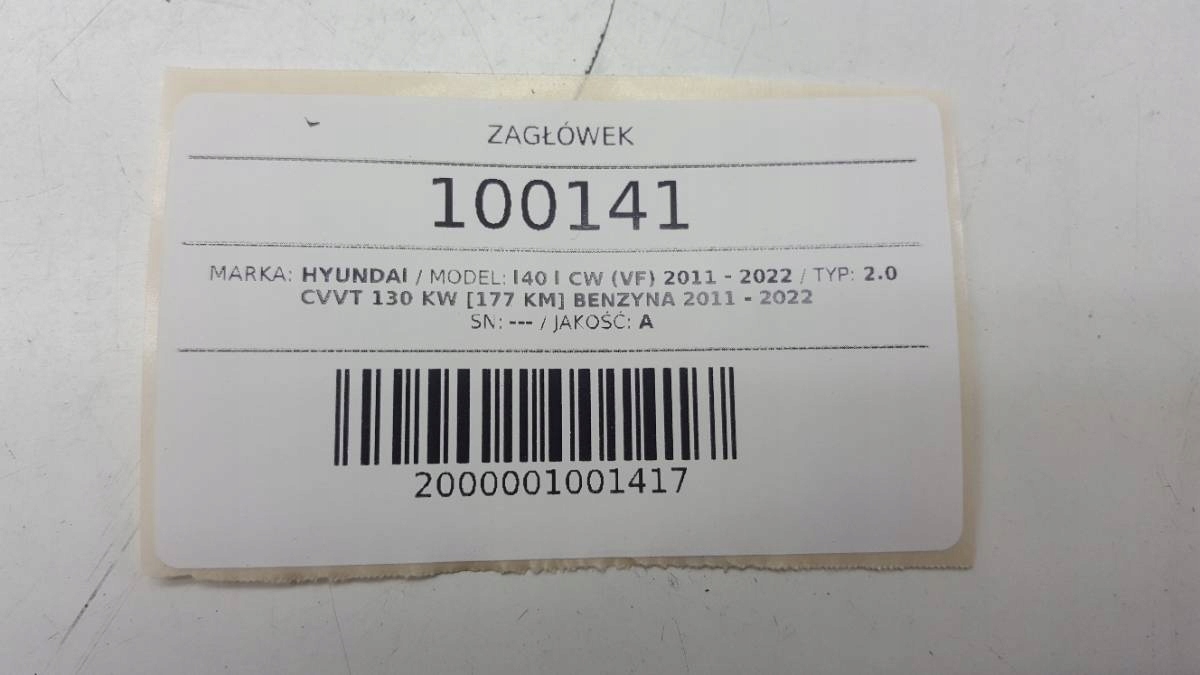 ZAGŁÓWEK
100141
MARKA: HYUNDAI / MODEL: I40 I CW (VF) 2011 - 2022 / TYP: 2.0
CVVT 130 KW [177 KM] BENZYNA 2011 - 2022
SN: --- / JAKOŚĆ: A
2000001001417